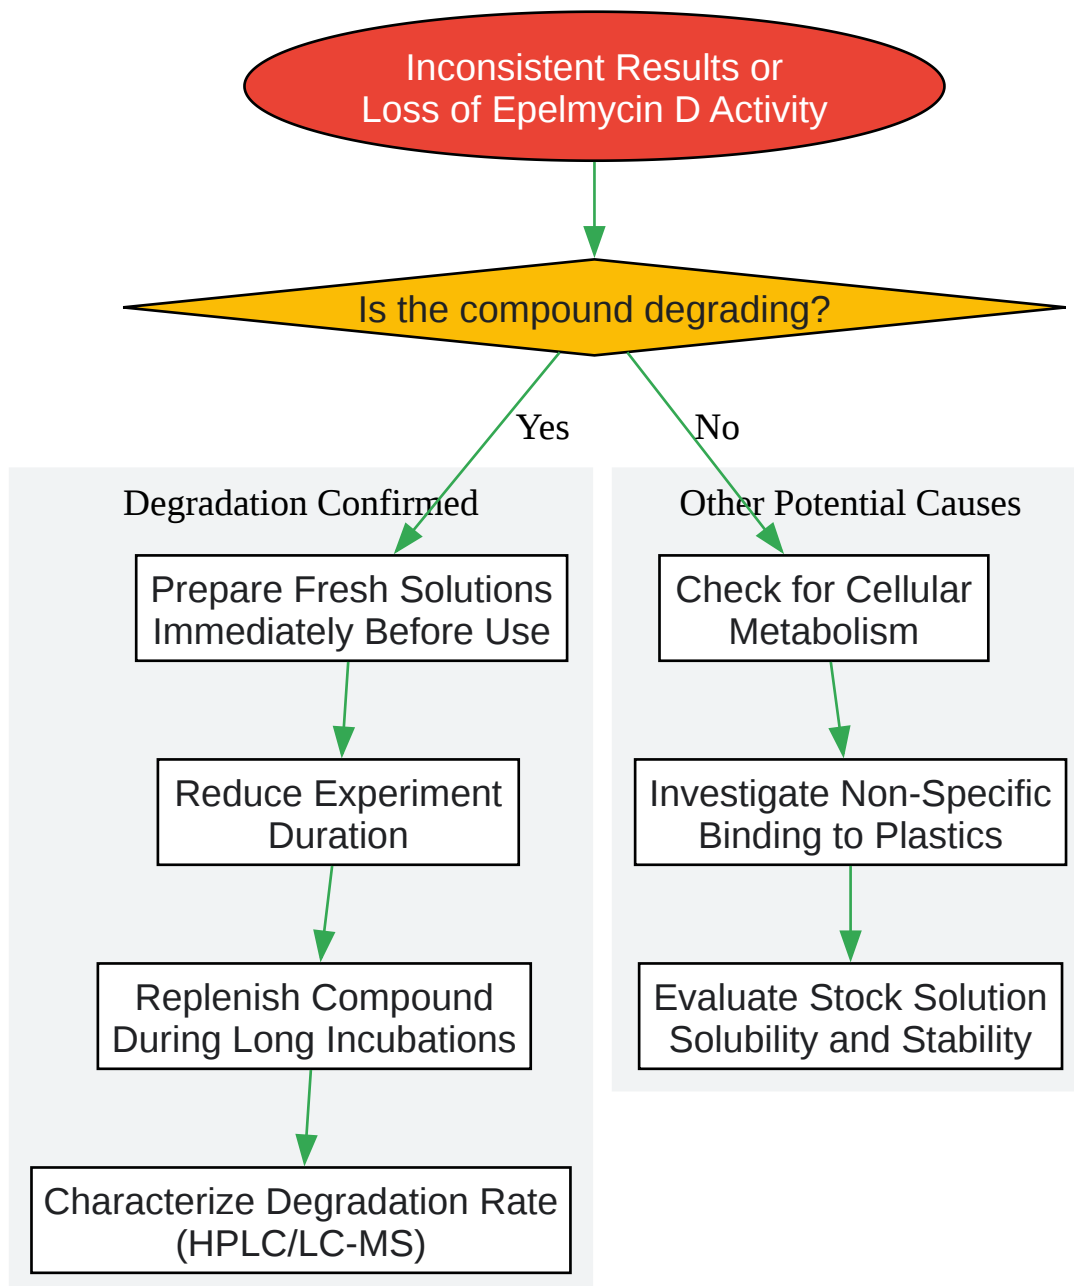 Inconsistent Results or
Loss of Epelmycin D Activity
Is the compound degrading?
Yes
No
Degradation Confirmed
Prepare Fresh Solutions
Immediately Before Use
Reduce Experiment
Duration
Replenish Compound
During Long Incubations
Characterize Degradation Rate
(HPLC/LC-MS)
Other Potential Causes
Check for Cellular
Metabolism
Investigate Non-Specific
Binding to Plastics
Evaluate Stock Solution
Solubility and Stability